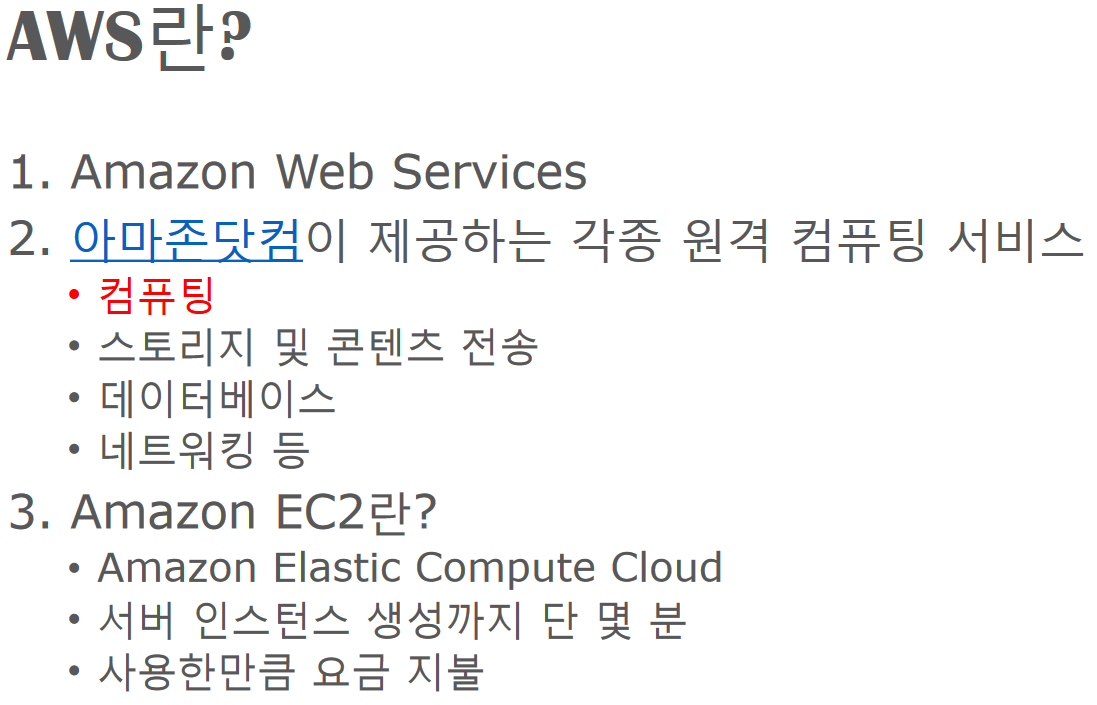 AWS란?
1. Amazon Web Services
2. 아마존닷컴이 제공하는 각종 원격 컴퓨팅 서비스
• 컴퓨팅
• 스토리지 및 콘텐츠 전송
• 데이터베이스
• 네트워킹 등
3. Amazon EC2란?
• Amazon Elastic Compute Cloud
• 서버 인스턴스 생성까지 단 몇 분
• 사용한만큼 요금 지불